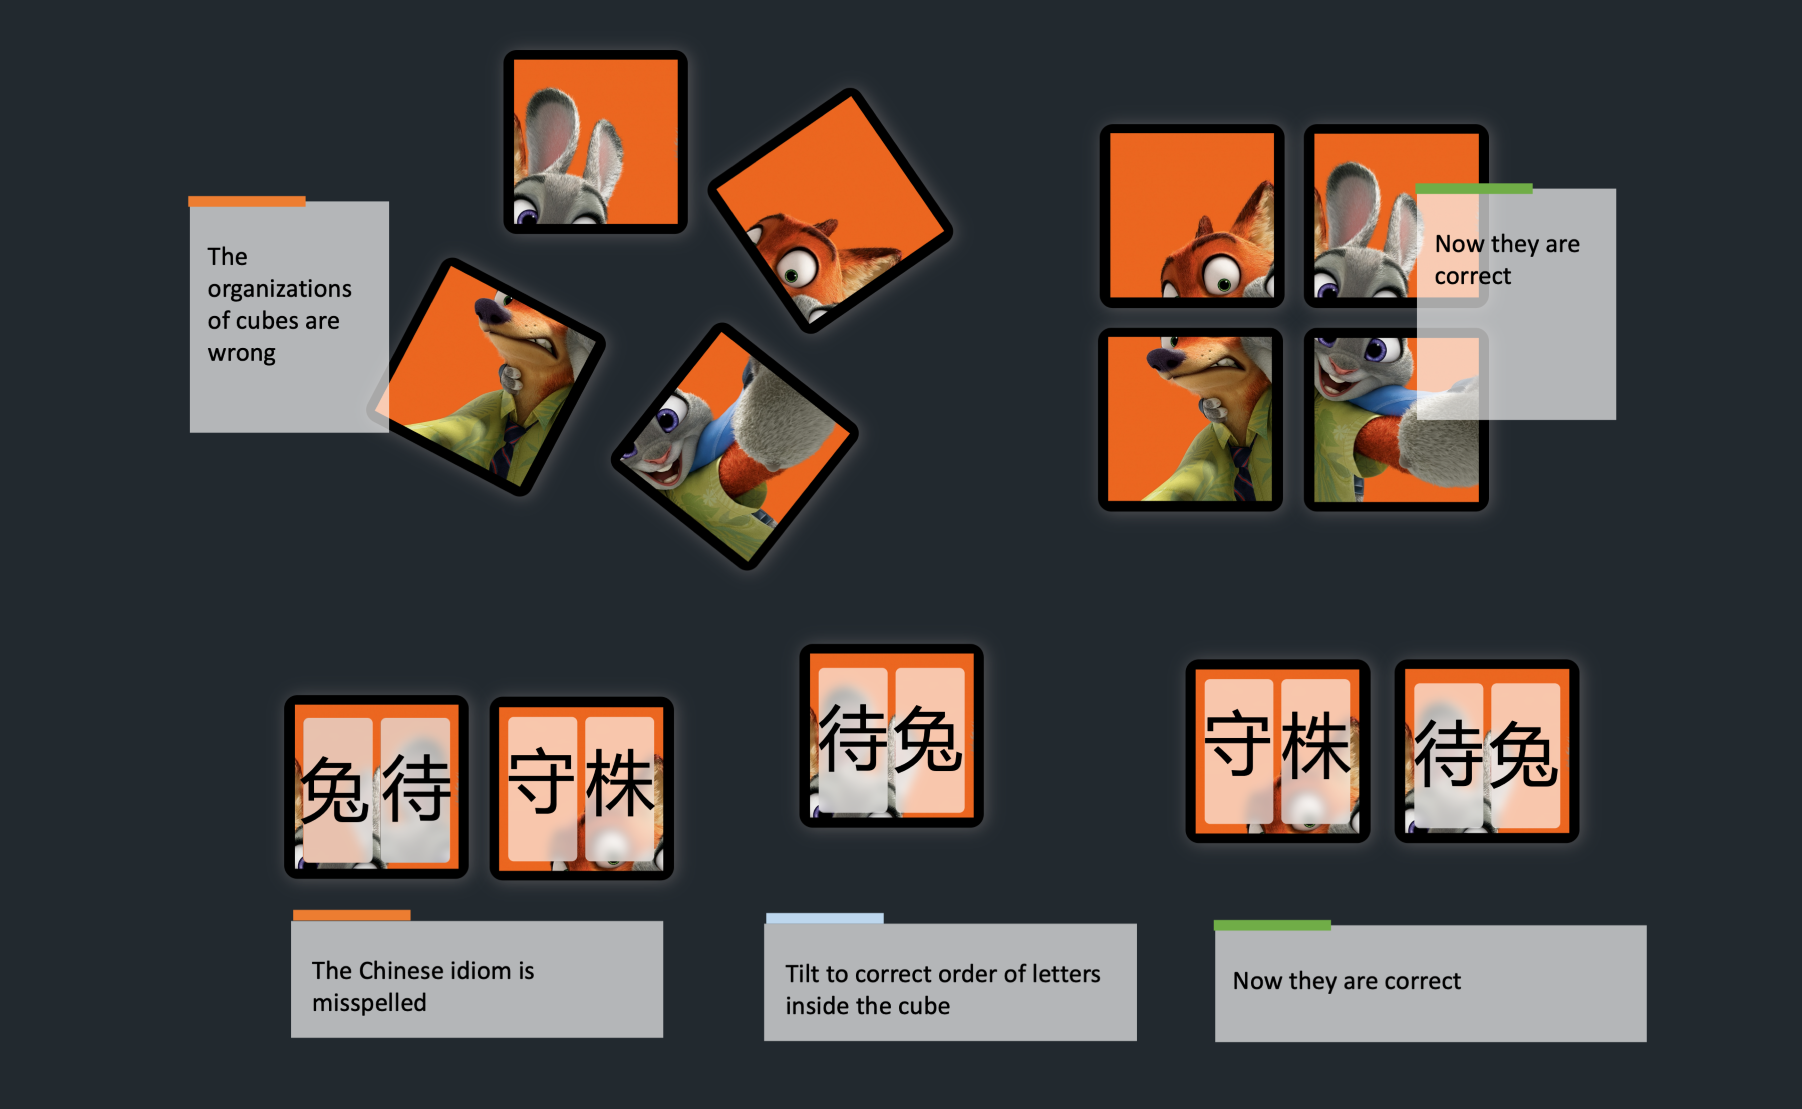 The
organizations
of cubes are
wrong
Now they are
correct
兔待
守株
待兔
守株
待兔
The Chinese idiom is
misspelled
Tilt to correct order of letters
inside the cube
Now they are correct